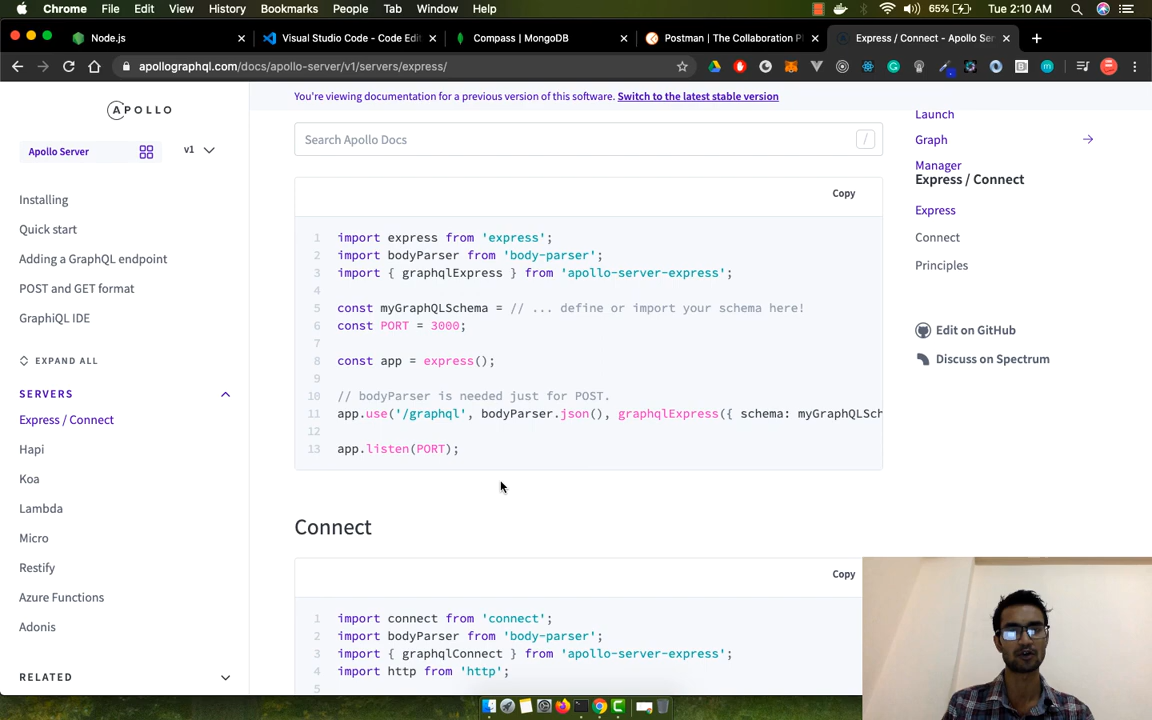 Chrome File Edit View History Bookmarks People Tab Window Help 65% Tue 2:10 AM
Node.js
Visual Studio Code - Code Edit
Compass | MongoDB
Postman | The Collaboration Pl
Express / Connect - Apollo Ser
apollographql.com/docs/apollo-server/v1/servers/express/
You're viewing documentation for a previous version of this software. Switch to the latest stable version
APOLLO
Apollo Server
v1
Installing
Quick start
Adding a GraphQL endpoint
POST and GET format
GraphiQL IDE
EXPAND ALL
SERVERS
Express / Connect
Hapi
Koa
Lambda
Micro
Restify
Azure Functions
Adonis
RELATED
Search Apollo Docs
/
Copy
1 import express from 'express';
2 import bodyParser from 'body-parser';
3 import { graphqlExpress } from 'apollo-server-express';
4
5 const myGraphQLSchema = // ... define or import your schema here!
6 const PORT = 3000;
7
8 const app = express();
9
10 // bodyParser is needed just for POST.
11 app.use('/graphql', bodyParser.json(), graphqlExpress({ schema: myGraphQLSch
12
13 app.listen(PORT);
Connect
Copy
1 import connect from 'connect';
2 import bodyParser from 'body-parser';
3 import { graphqlConnect } from 'apollo-server-express';
4 import http from 'http';
5
Launch
Graph
Manager
Express / Connect
Express
Connect
Principles
Edit on GitHub
Discuss on Spectrum